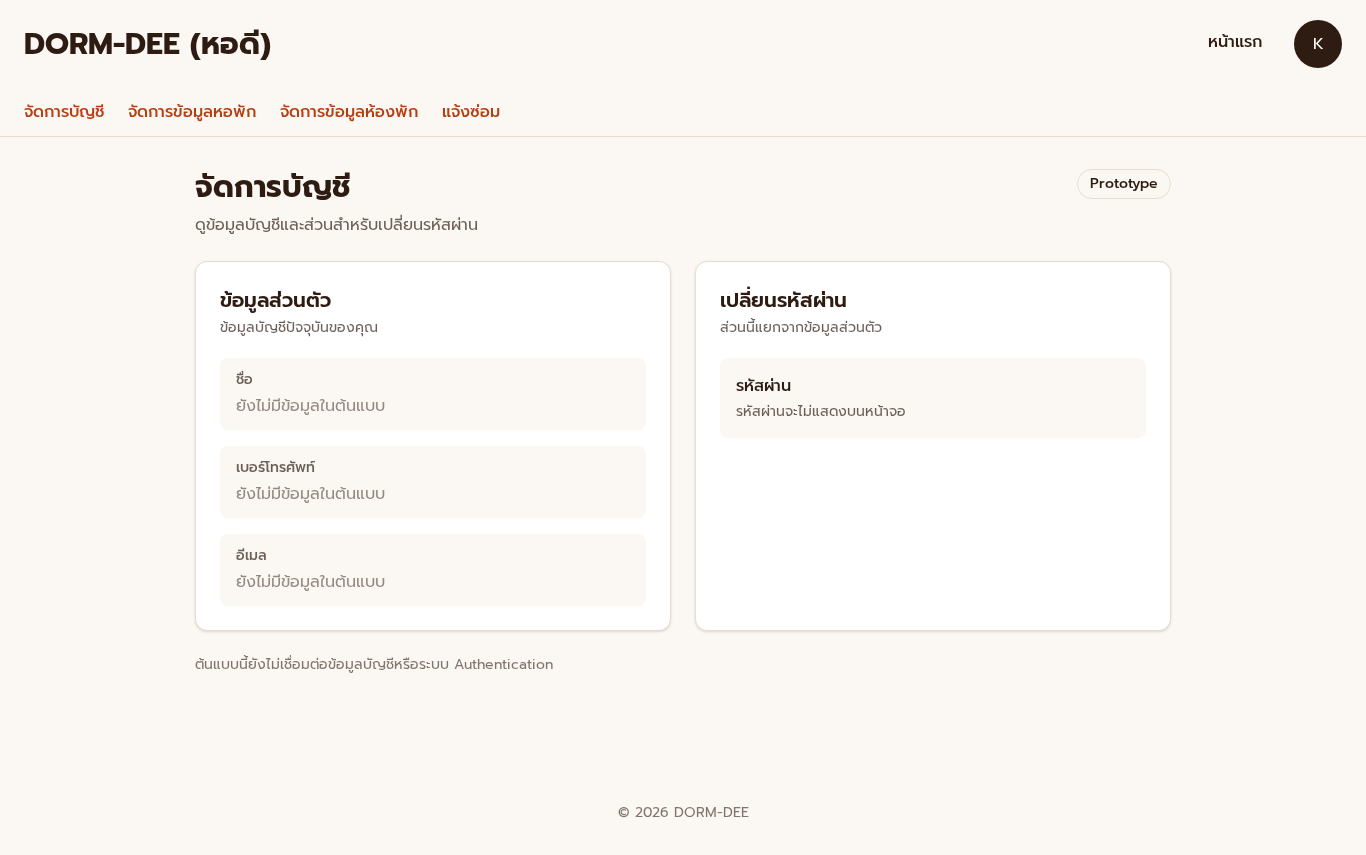 DORM-DEE (หอดี)
หน้าแรก
K
จัดการบัญชี จัดการข้อมูลหอพัก จัดการข้อมูลห้องพัก แจ้งซ่อม
จัดการบัญชี
Prototype
ดูข้อมูลบัญชีและส่วนสำหรับเปลี่ยนรหัสผ่าน
ข้อมูลส่วนตัว
ข้อมูลบัญชีปัจจุบันของคุณ
ชื่อ
ยังไม่มีข้อมูลในต้นแบบ
เบอร์โทรศัพท์
ยังไม่มีข้อมูลในต้นแบบ
อีเมล
ยังไม่มีข้อมูลในต้นแบบ
เปลี่ยนรหัสผ่าน
ส่วนนี้แยกจากข้อมูลส่วนตัว
รหัสผ่าน
รหัสผ่านจะไม่แสดงบนหน้าจอ
ต้นแบบนี้ยังไม่เชื่อมต่อข้อมูลบัญชีหรือระบบ Authentication
© 2026 DORM-DEE